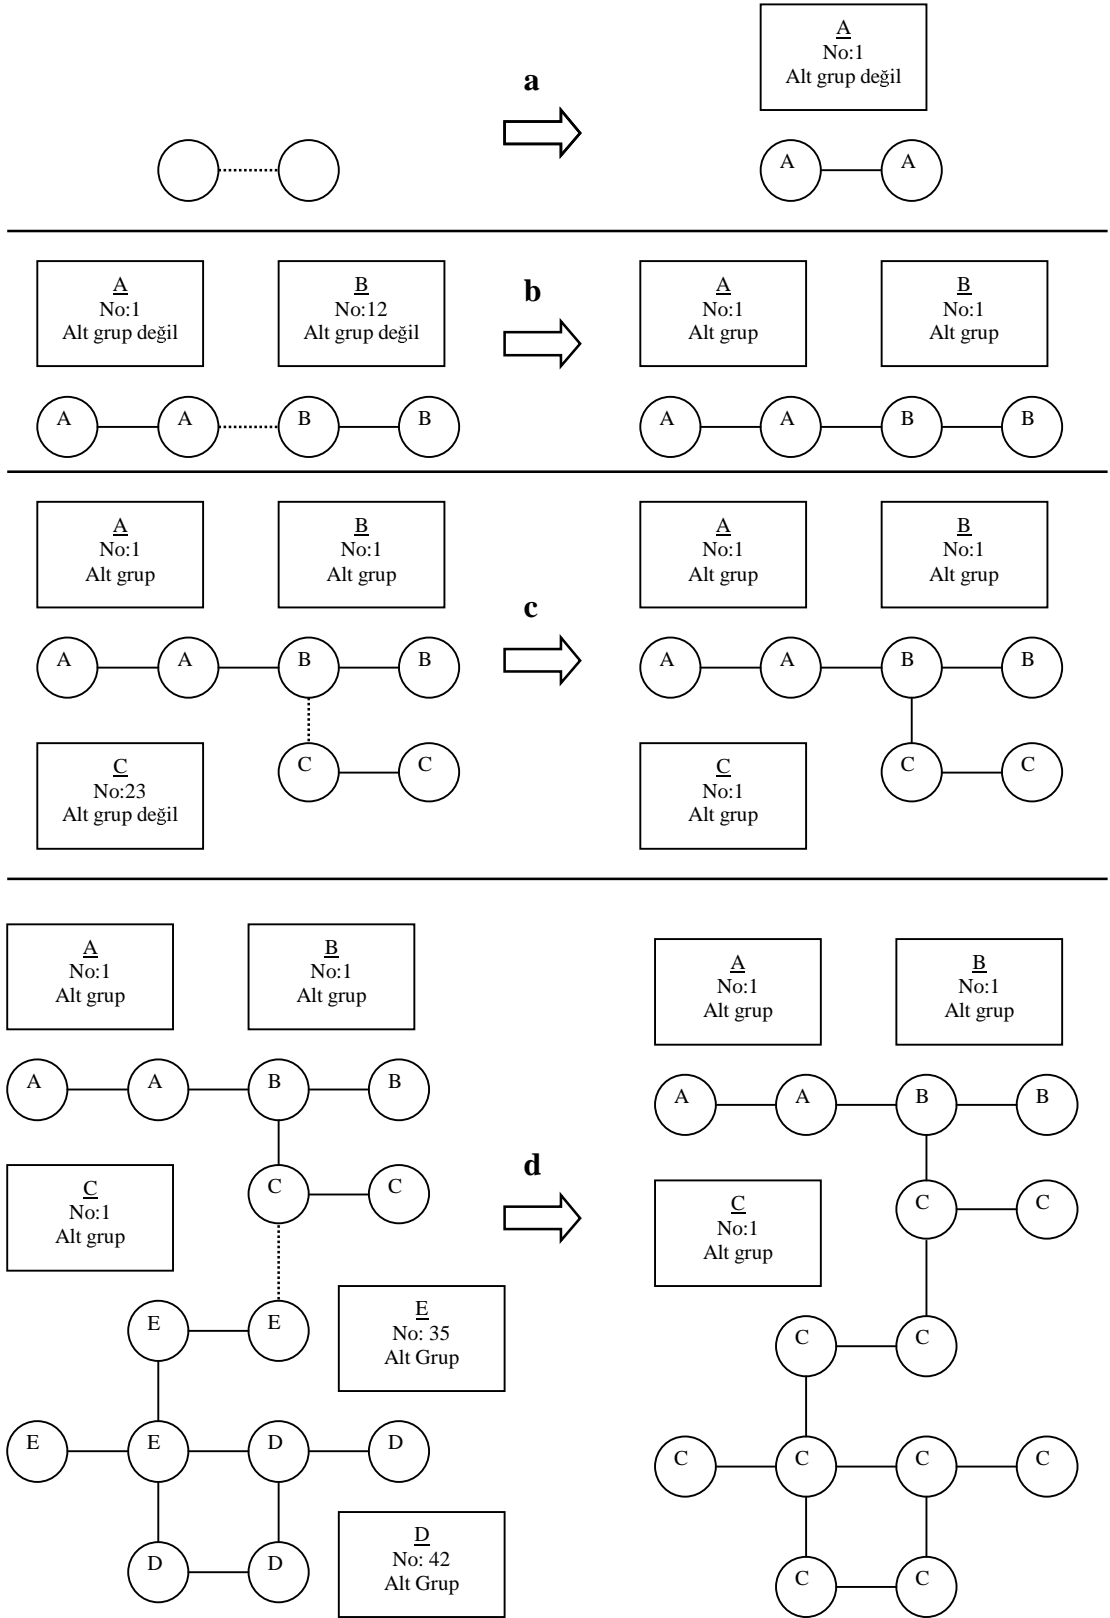 A
No:1
Alt grup değil
a
A A
A
No:1
Alt grup değil
B
No:12
Alt grup değil
b
A
No:1
Alt grup
B
No:1
Alt grup
A A B B
A A B B
A
No:1
Alt grup
B
No:1
Alt grup
c
A
No:1
Alt grup
B
No:1
Alt grup
A A B B
A A B B
C
No:23
Alt grup değil
C C
C
No:1
Alt grup
C C
A
No:1
Alt grup
B
No:1
Alt grup
A A B B
C
No:1
Alt grup
C C
E E
E
No: 35
Alt Grup
E E D D
D D
D
No: 42
Alt Grup
d
A
No:1
Alt grup
B
No:1
Alt grup
A A B B
C
No:1
Alt grup
C C
C C
C C C C
C C